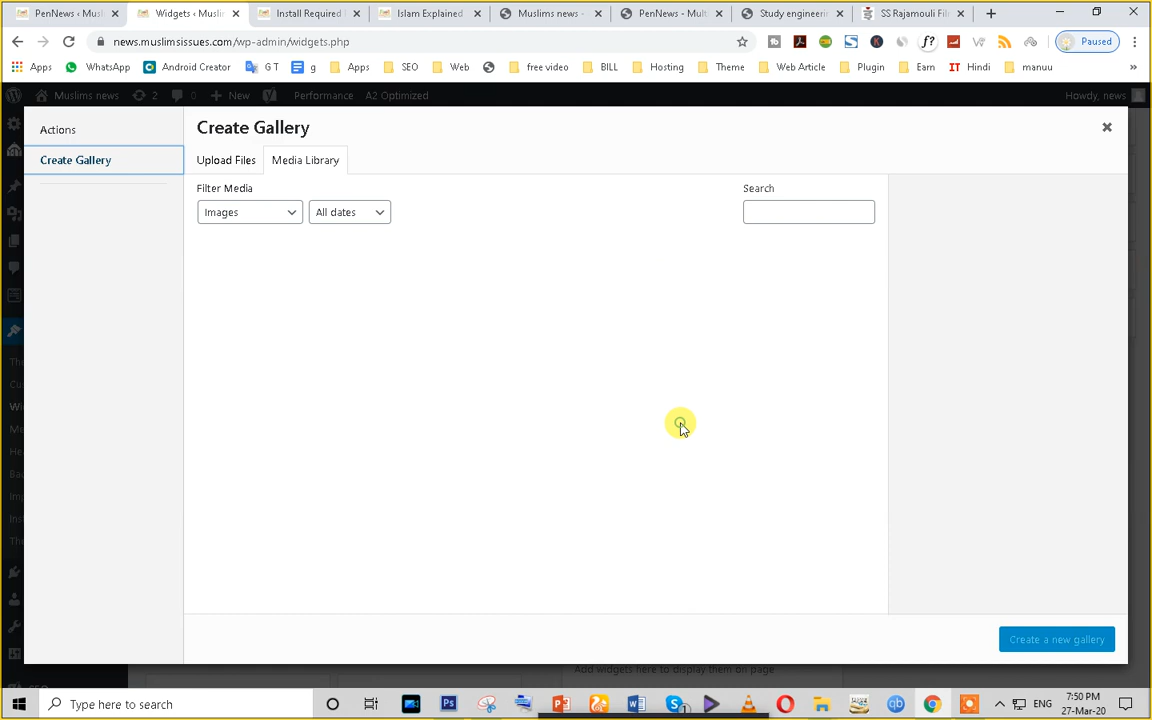 PenNews ‹ Musl
Widgets ‹ Muslim
Install Required
Islam Explained
Muslims news -
PenNews - Mult
Study engineerin
SS Rajamouli Film
news.muslimsissues.com/wp-admin/widgets.php
Paused
Apps
WhatsApp
Android Creator
G T
g
Apps
SEO
Web
free video
BILL
Hosting
Theme
Web Article
Plugin
Earn
IT Hindi
manuu
Muslims news
2
0
New
Performance
A2 Optimized
Howdy, news
Actions
Create Gallery
Create Gallery
Upload Files
Media Library
Filter Media
Search
Images
All dates
Create a new gallery
Add widgets here to display them on page
Type here to search
ENG
7:50 PM
27-Mar-20